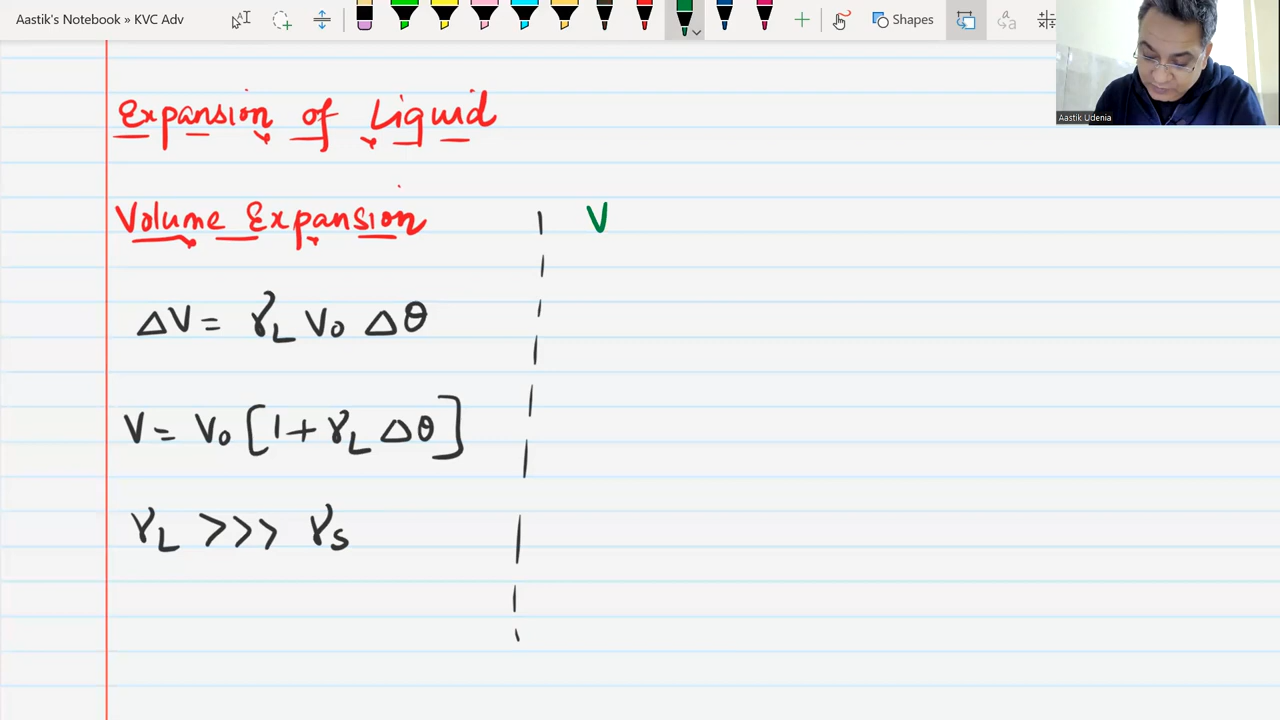 Aastik's Notebook » KVC Adv
Shapes
Aastik Udenia
Expansion of Liquid
Volume Expansion
V
ΔV = γL V0 Δθ
V = V0 [1 + γL Δθ]
γL >>> γs